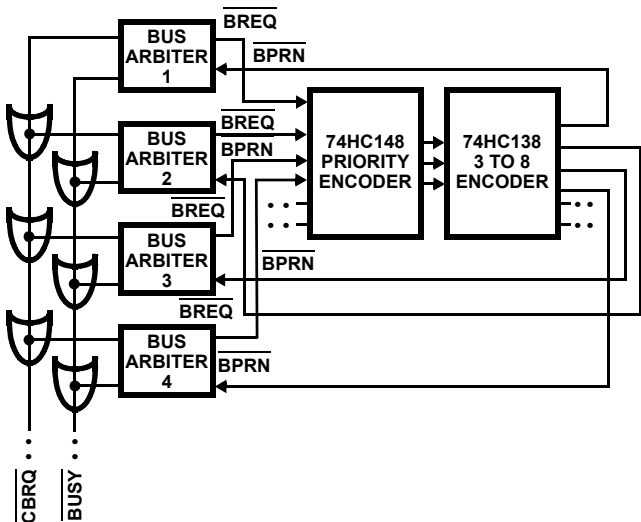 BREQ
BUS
ARBITER
1
BPRN
74HC148
PRIORITY
ENCODER
74HC138
3 TO 8
ENCODER
BREQ
BUS
ARBITER
2
BPRN
BREQ
BUS
ARBITER
3
BPRN
BREQ
BUS
ARBITER
4
BPRN
CBRQ
BUSY